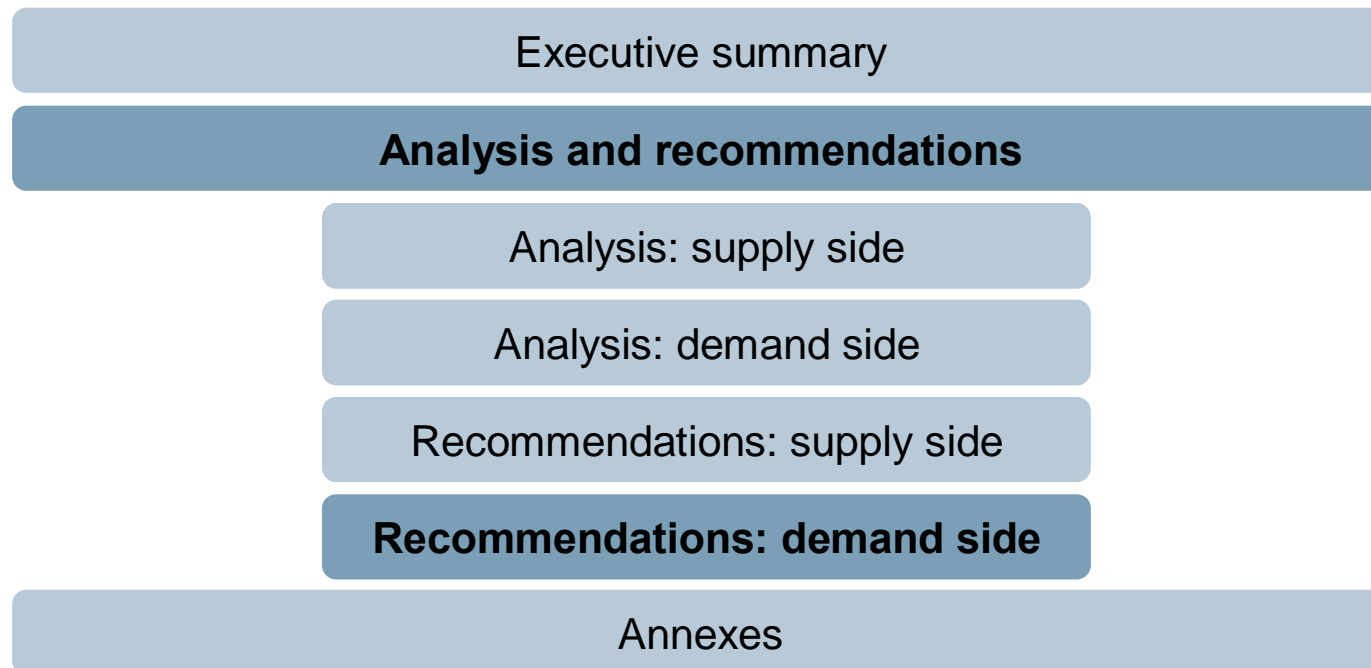 Executive summary
Analysis and recommendations
Analysis: supply side
Analysis: demand side
Recommendations: supply side
Recommendations: demand side
Annexes